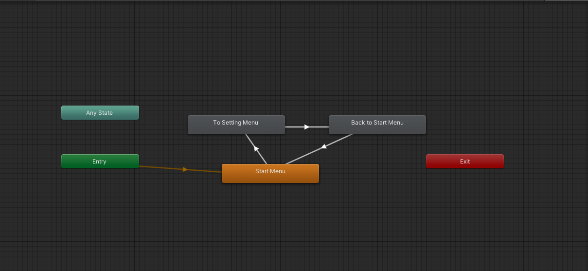 Any State
To Setting Menu
Back to Start Menu
Entry
Start Menu
Exit